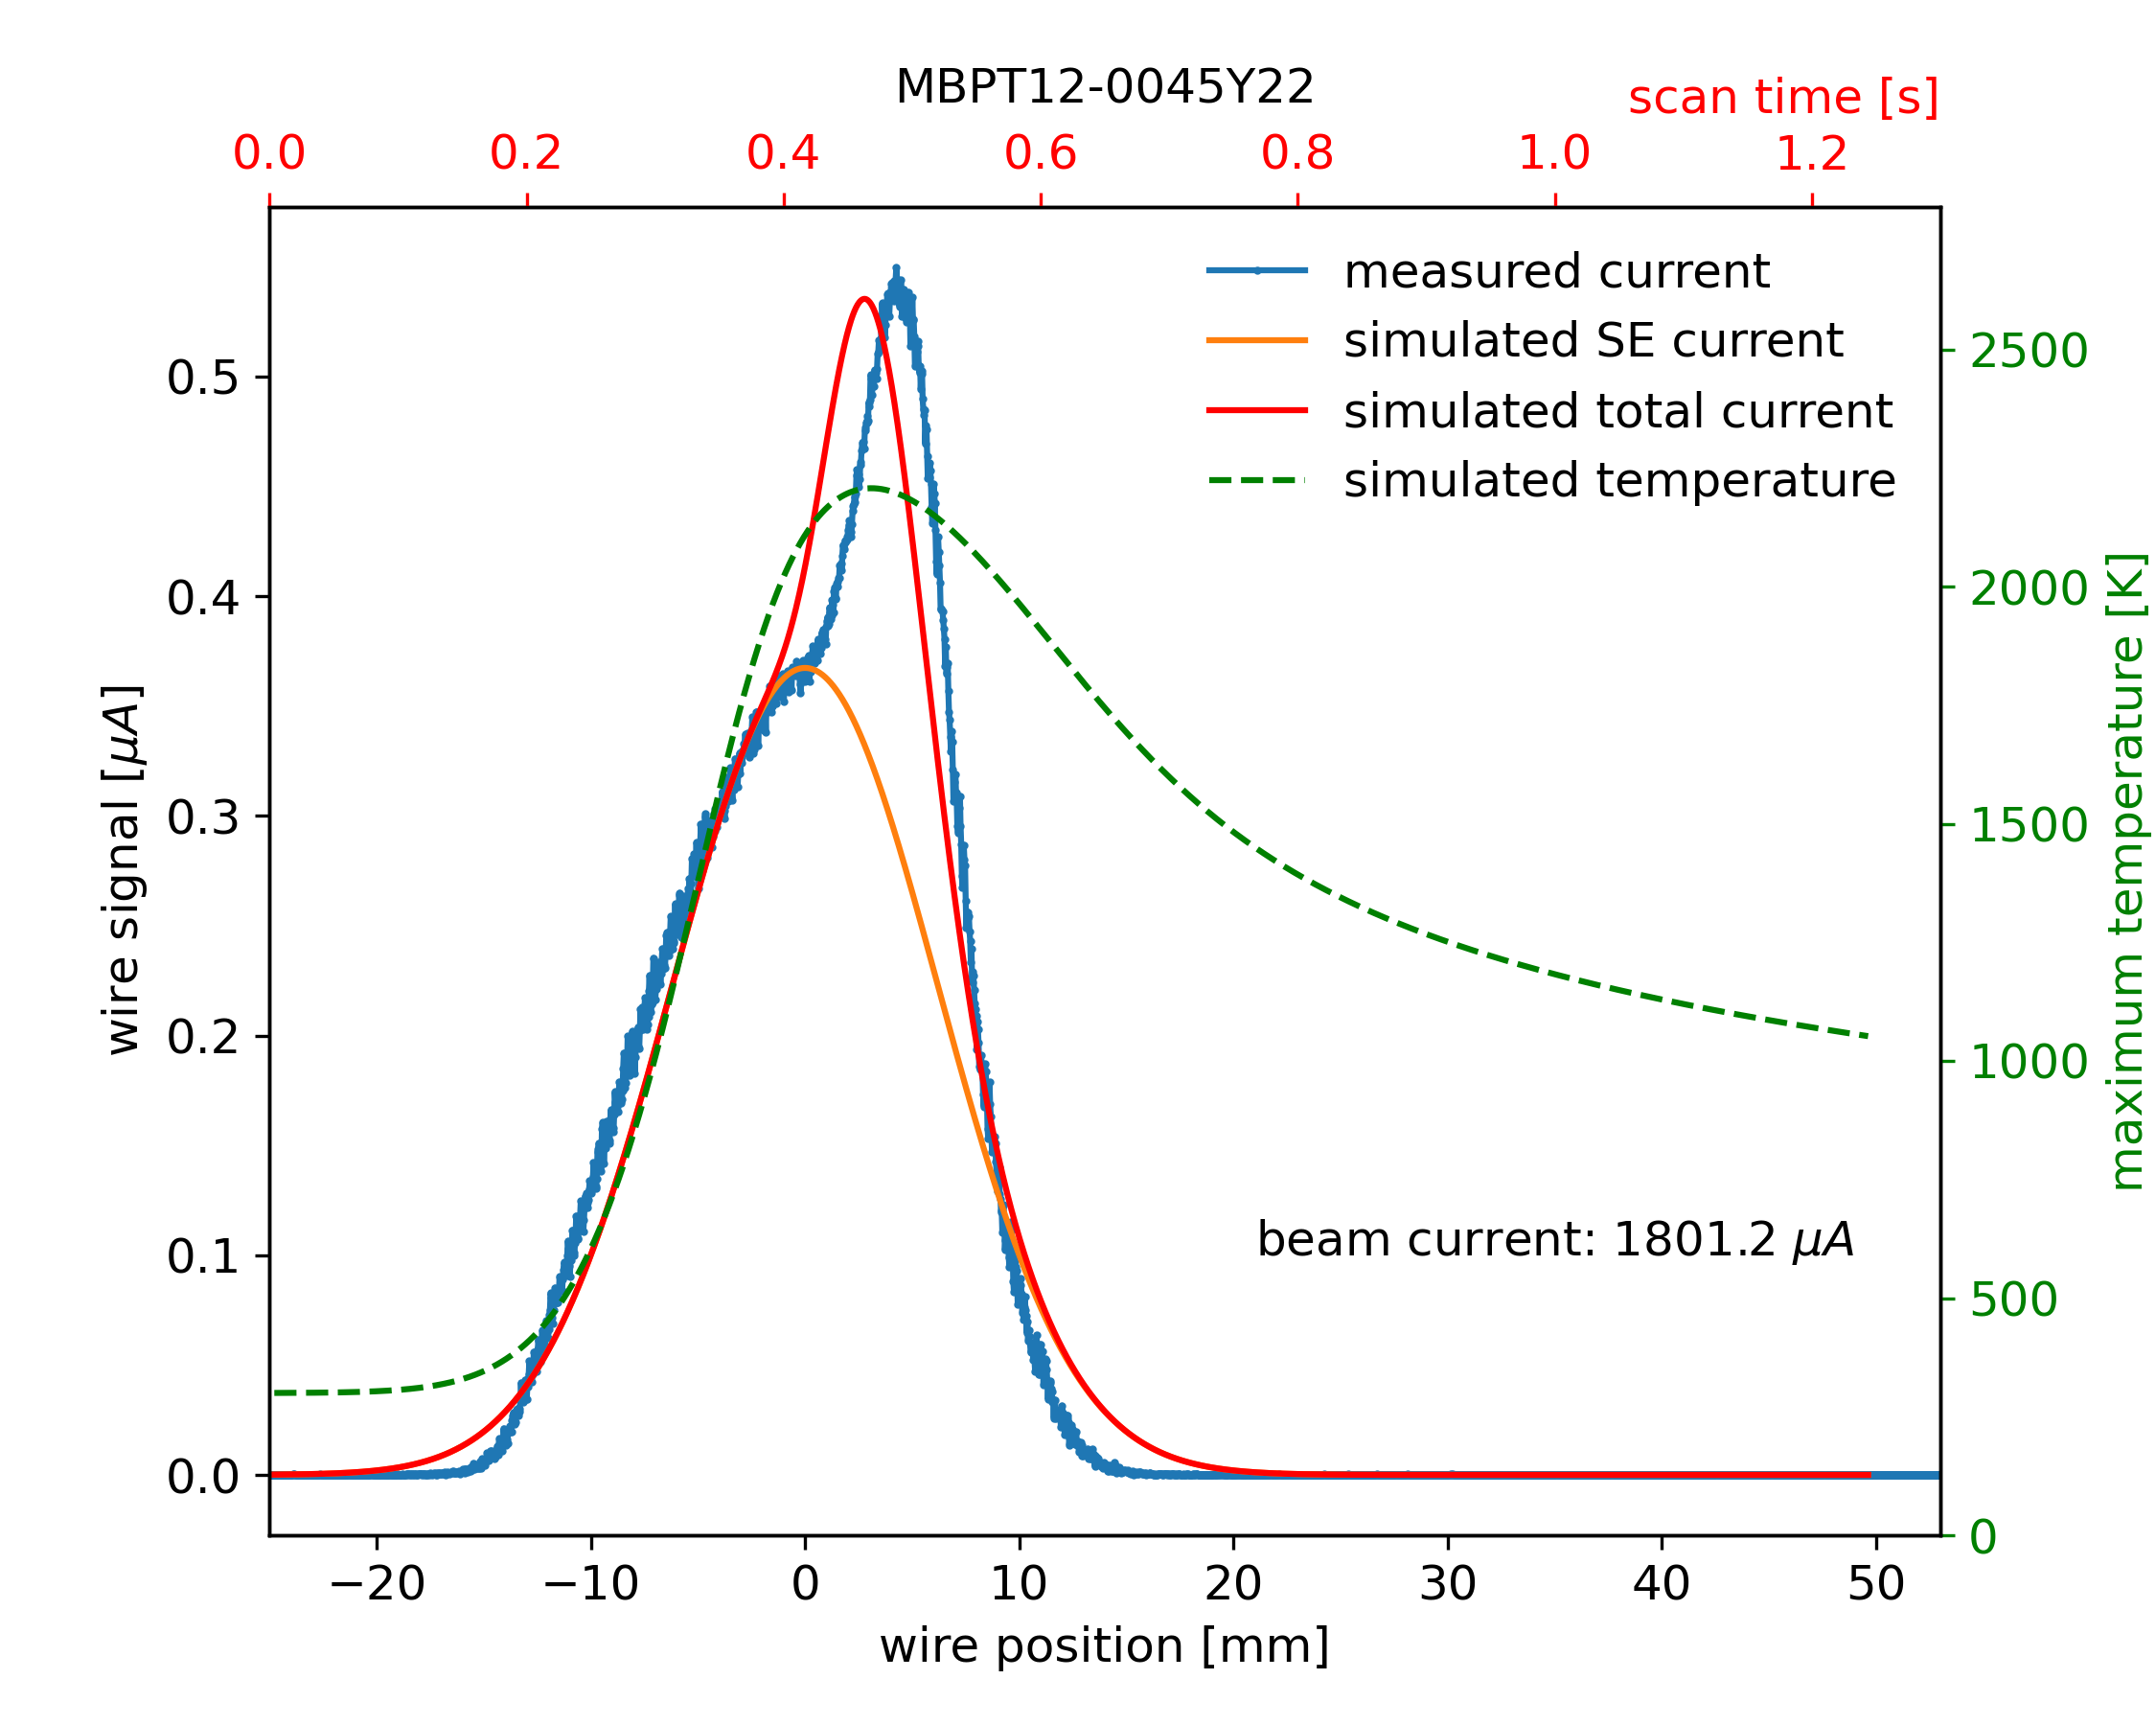 MBPT12-0045Y22
scan time [s]
0.0 0.2 0.4 0.6 0.8 1.0 1.2
measured current
simulated SE current
simulated total current
simulated temperature
beam current: 1801.2 μA
wire signal [μA]
0.5
0.4
0.3
0.2
0.1
0.0
2500
2000
1500
1000
500
0
maximum temperature [K]
−20 −10 0 10 20 30 40 50
wire position [mm]